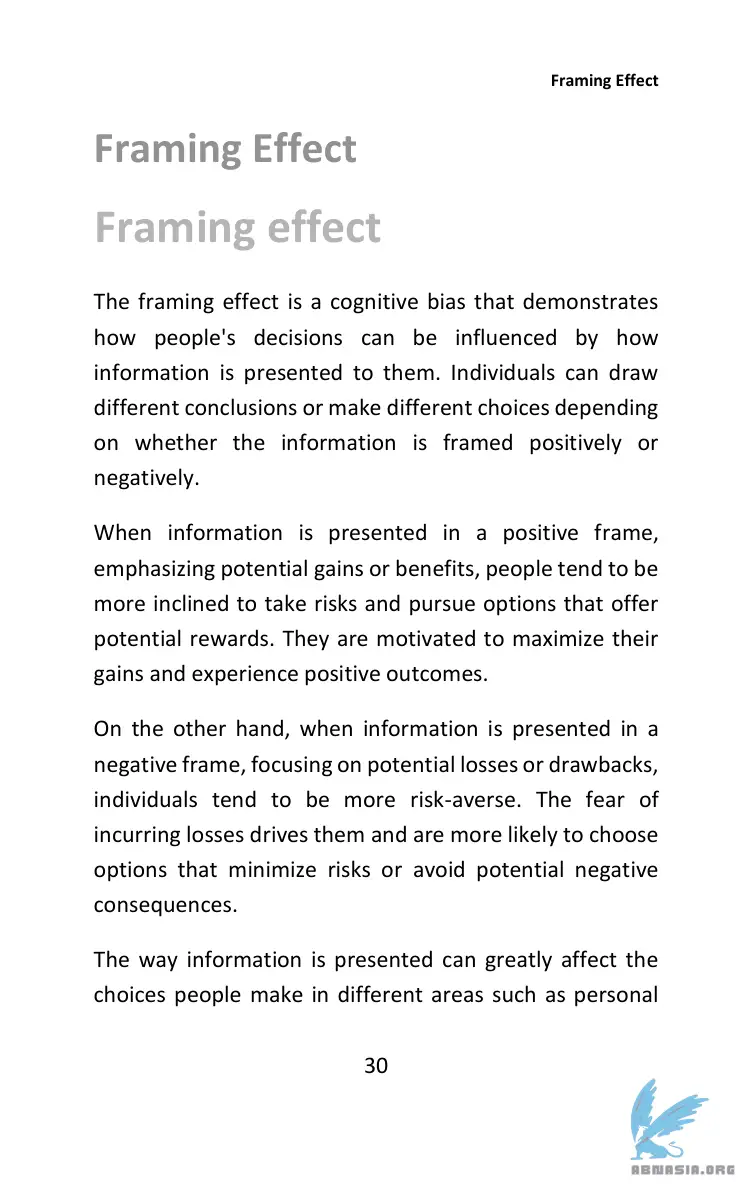 Framing Effect
Framing Effect
Framing effect
The framing effect is a cognitive bias that demonstrates
how people's decisions can be influenced by how
information is presented to them. Individuals can draw
different conclusions or make different choices depending
on whether the information is framed positively or
negatively.
When information is presented in a positive frame,
emphasizing potential gains or benefits, people tend to be
more inclined to take risks and pursue options that offer
potential rewards. They are motivated to maximize their
gains and experience positive outcomes.
On the other hand, when information is presented in a
negative frame, focusing on potential losses or drawbacks,
individuals tend to be more risk-averse. The fear of
incurring losses drives them and are more likely to choose
options that minimize risks or avoid potential negative
consequences.
The way information is presented can greatly affect the
choices people make in different areas such as personal
30
ABNASIA.ORG